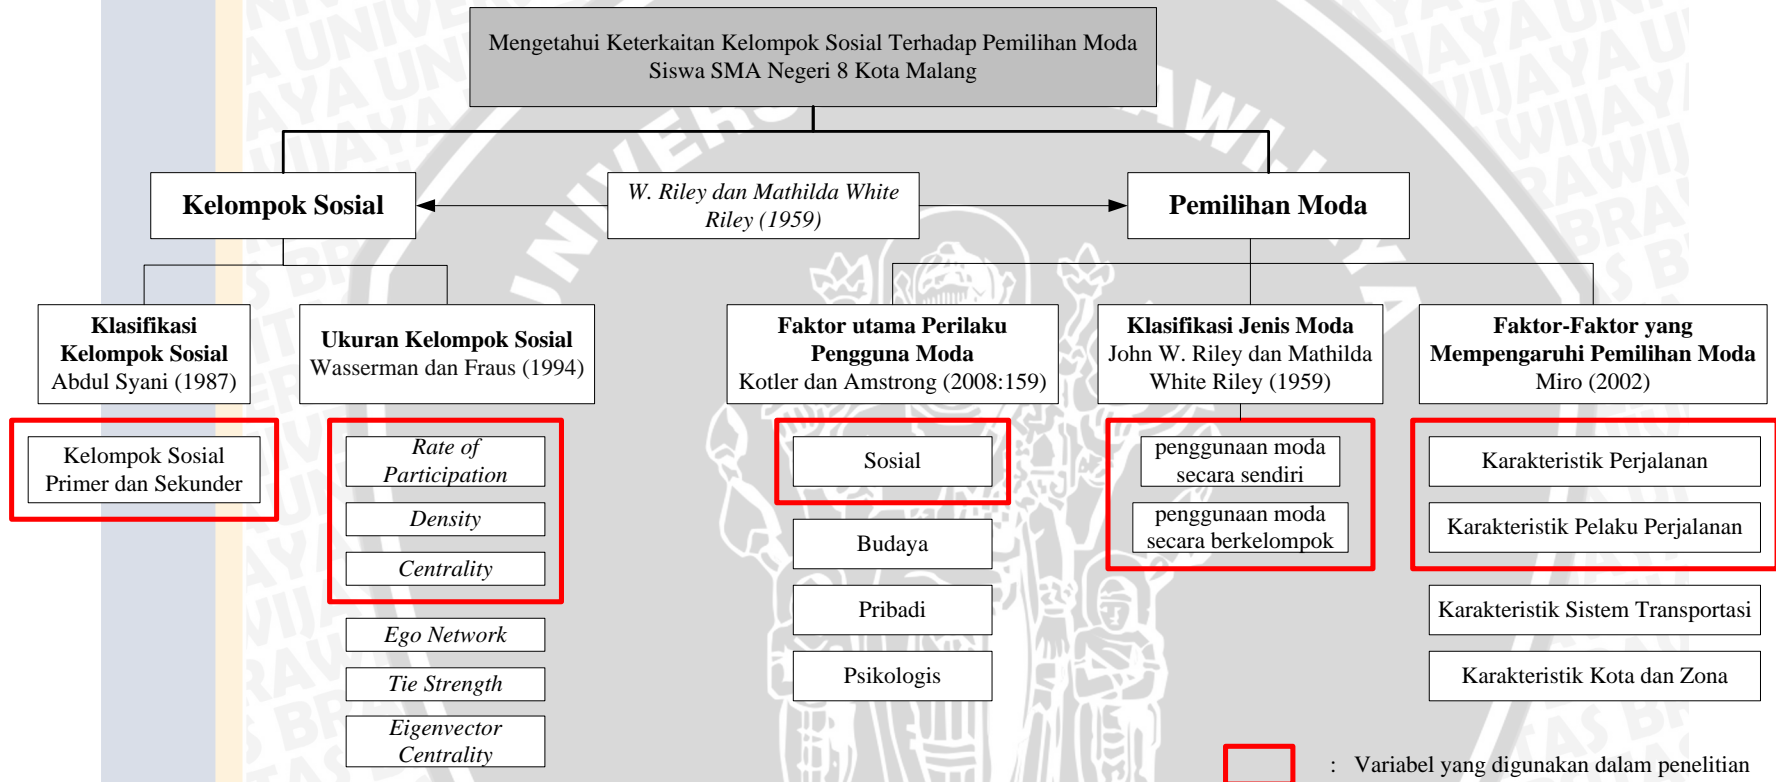 Mengetahui Keterkaitan Kelompok Sosial Terhadap Pemilihan Moda
Siswa SMA Negeri 8 Kota Malang
Kelompok Sosial
W. Riley dan Mathilda White
Riley (1959)
Pemilihan Moda
Klasifikasi
Kelompok Sosial
Abdul Syani (1987)
Ukuran Kelompok Sosial
Wasserman dan Fraus (1994)
Faktor utama Perilaku
Pengguna Moda
Kotler dan Amstrong (2008:159)
Klasifikasi Jenis Moda
John W. Riley dan Mathilda
White Riley (1959)
Faktor-Faktor yang
Mempengaruhi Pemilihan Moda
Miro (2002)
Kelompok Sosial
Primer dan Sekunder
Rate of
Participation
Density
Centrality
Ego Network
Tie Strength
Eigenvector
Centrality
Sosial
Budaya
Pribadi
Psikologis
penggunaan moda
secara sendiri
penggunaan moda
secara berkelompok
Karakteristik Perjalanan
Karakteristik Pelaku Perjalanan
Karakteristik Sistem Transportasi
Karakteristik Kota dan Zona
: Variabel yang digunakan dalam penelitian